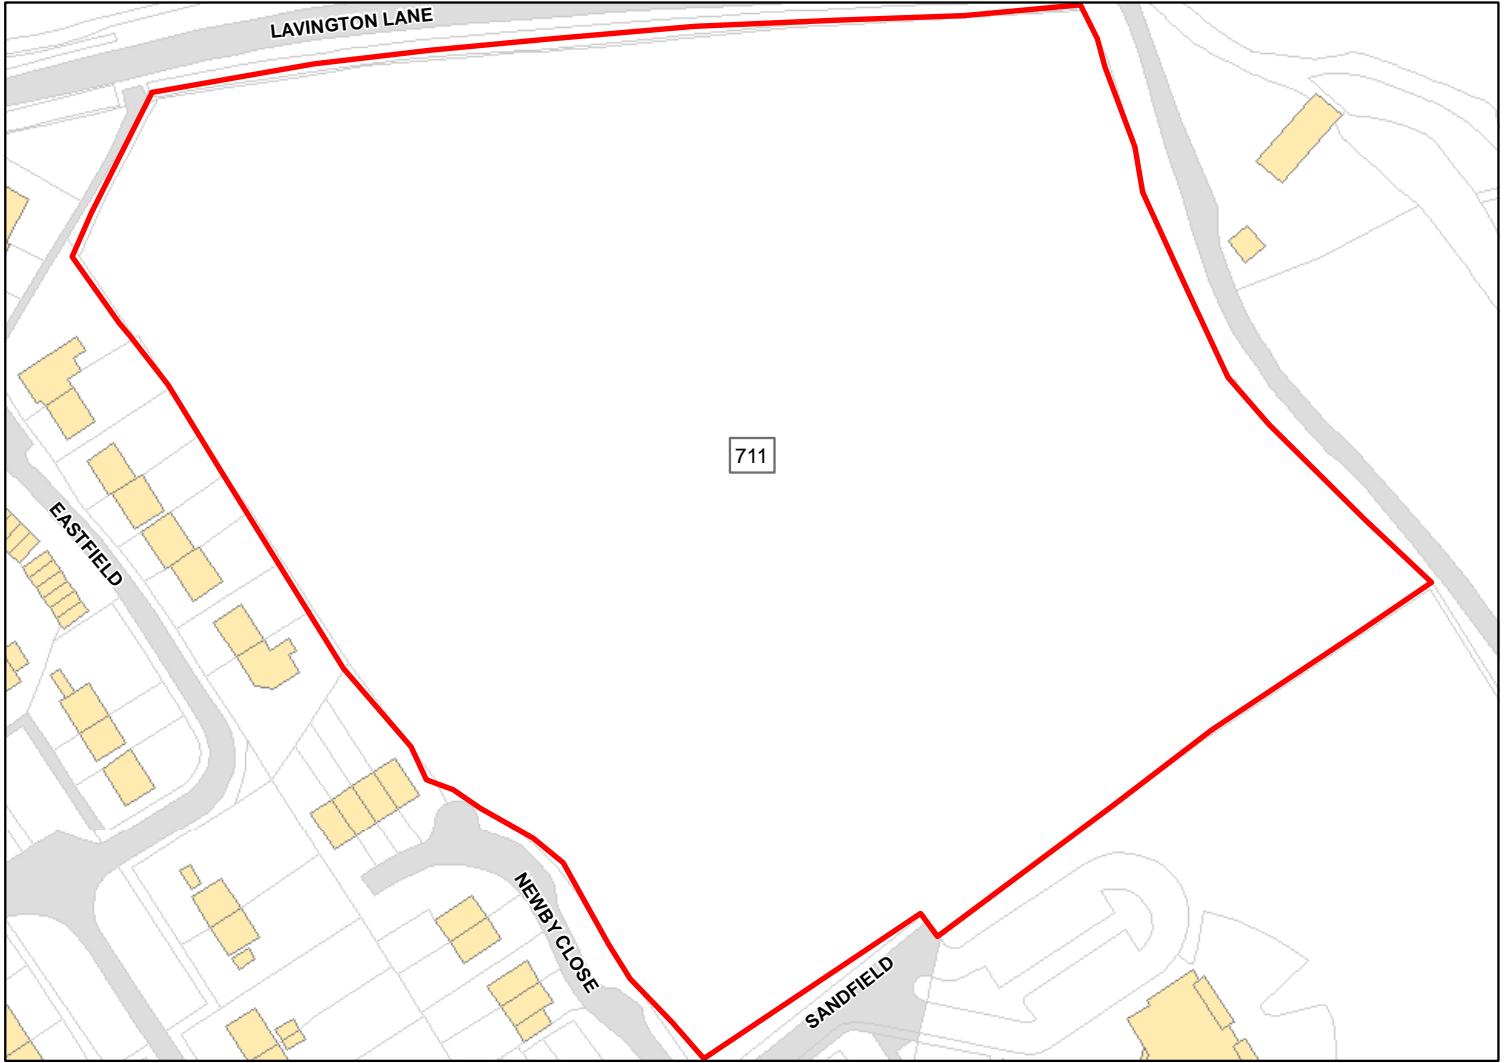 LAVINGTON LANE
711
EASTFIELD
NEWBY CLOSE
SANDFIELD